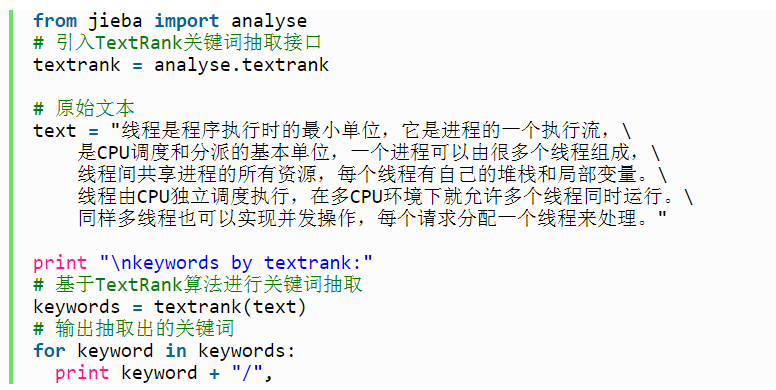 from jieba import analyse
# 引入TextRank关键词抽取接口
textrank = analyse.textrank
# 原始文本
text = "线程是程序执行时的最小单位，它是进程的一个执行流，\
是CPU调度和分派的基本单位，一个进程可以由很多个线程组成，\
线程间共享进程的所有资源，每个线程有自己的堆栈和局部变量。\
线程由CPU独立调度执行，在多CPU环境下就允许多个线程同时运行。\
同样多线程也可以实现并发操作，每个请求分配一个线程来处理。"
print "\nkeywords by textrank:"
# 基于TextRank算法进行关键词抽取
keywords = textrank(text)
# 输出抽取出的关键词
for keyword in keywords:
print keyword + "/",